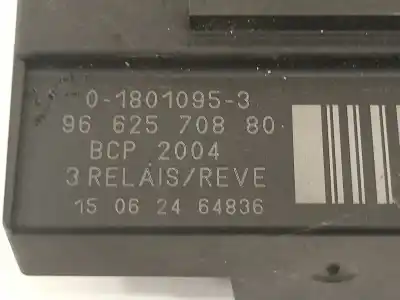 0-1801095-3
96 625 708 80
BCP 2004
3 RELAIS/REVE
15 06 24 64836